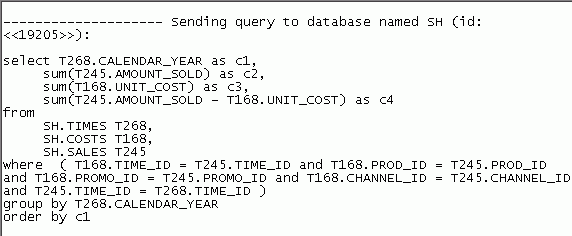 -------------------- Sending query to database named SH (id:
<<19205>>):
select T268.CALENDAR_YEAR as c1,
sum(T245.AMOUNT_SOLD) as c2,
sum(T168.UNIT_COST) as c3,
sum(T245.AMOUNT_SOLD - T168.UNIT_COST) as c4
from
SH.TIMES T268,
SH.COSTS T168,
SH.SALES T245
where  ( T168.TIME_ID = T245.TIME_ID and T168.PROD_ID = T245.PROD_ID
and T168.PROMO_ID = T245.PROMO_ID and T168.CHANNEL_ID = T245.CHANNEL_ID
and T245.TIME_ID = T268.TIME_ID )
group by T268.CALENDAR_YEAR
order by c1